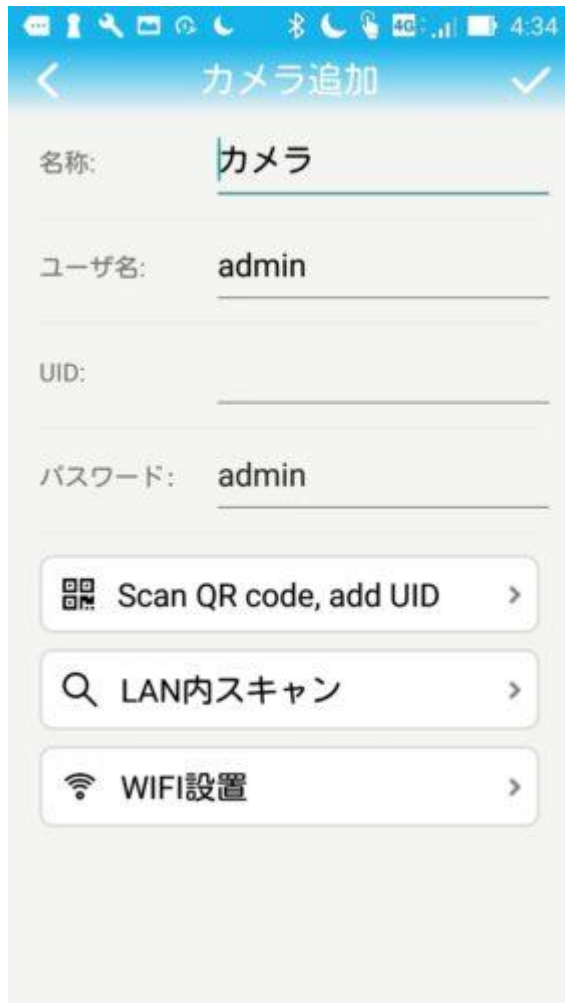 4G 4:34
カメラ追加
名称: カメラ
ユーザ名: admin
UID:
パスワード: admin
Scan QR code, add UID
LAN内スキャン
WIFI設置